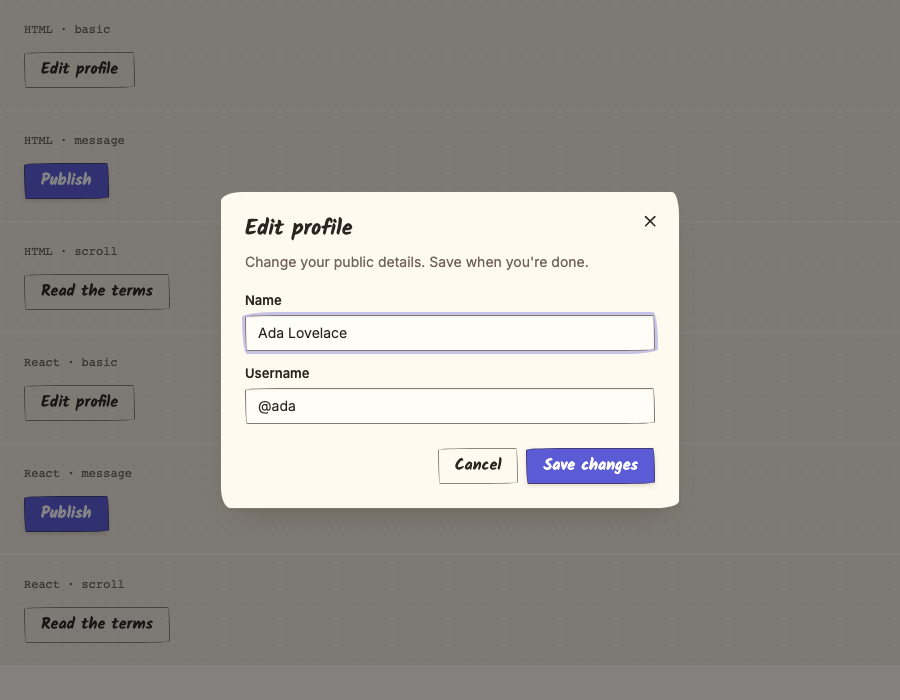 HTML · basic
Edit profile
HTML · message
Publish
HTML · scroll
Read the terms
React · basic
Edit profile
React · message
Publish
React · scroll
Read the terms
Edit profile
Change your public details. Save when you're done.
Name
Ada Lovelace
Username
@ada
Cancel
Save changes